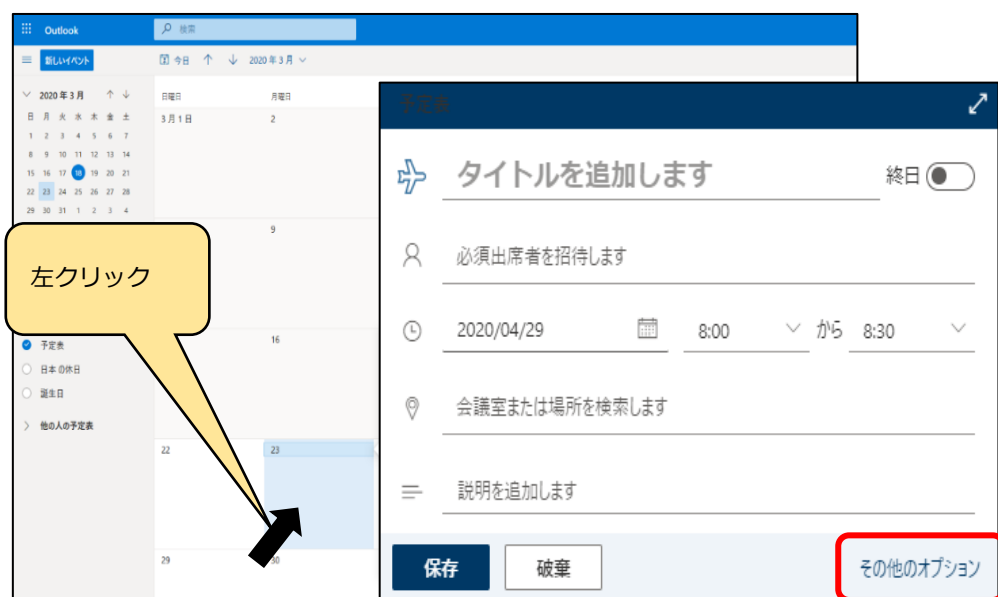 Outlook
検索
新しいイベント
今日 2020年3月
2020年3月
日 月 火 水 木 金 土
1 2 3 4 5 6 7
8 9 10 11 12 13 14
15 16 17 18 19 20 21
22 23 24 25 26 27 28
29 30 31 1 2 3 4
左クリック
予定表
日本の休日
誕生日
他の人の予定表
日曜日 月曜日
3月1日 2
9
16
22 23
29 30
予定表
タイトルを追加します 終日
必須出席者を招待します
2020/04/29 8:00 から 8:30
会議室または場所を検索します
説明を追加します
保存 破棄 その他のオプション